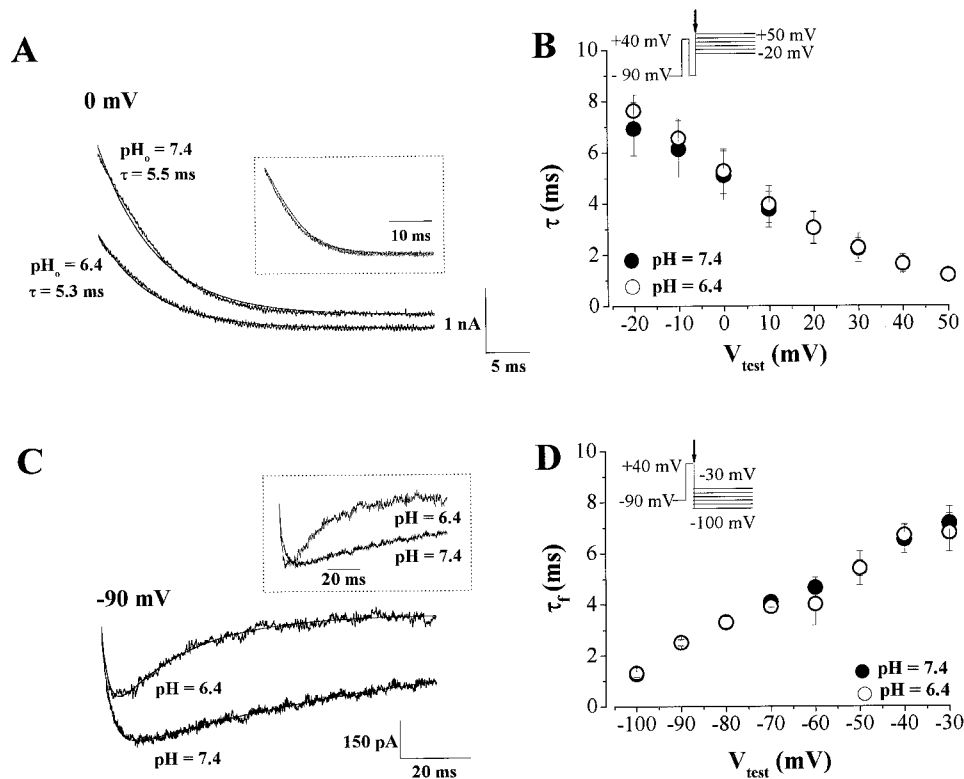 A
0 mV
pHo = 7.4
τ = 5.5 ms
pHo = 6.4
τ = 5.3 ms
10 ms
1 nA
5 ms
B
+40 mV
- 90 mV
+50 mV
-20 mV
10
8
6
4
2
0
τ (ms)
pH = 7.4
pH = 6.4
-20 -10 0 10 20 30 40 50
Vtest (mV)
C
-90 mV
pH = 6.4
pH = 7.4
20 ms
pH = 6.4
pH = 7.4
150 pA
20 ms
D
+40 mV
-90 mV
-30 mV
-100 mV
10
8
6
4
2
0
τf (ms)
pH = 7.4
pH = 6.4
-100 -90 -80 -70 -60 -50 -40 -30
Vtest (mV)